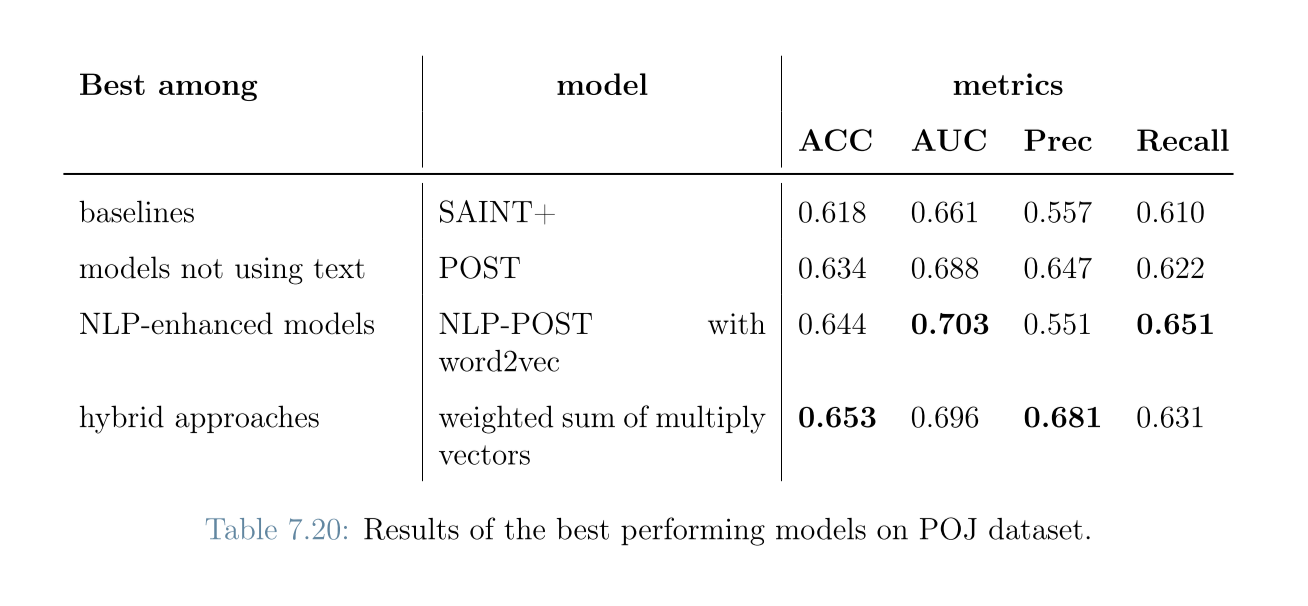 Best among model metrics
ACC AUC Prec Recall
baselines SAINT+ 0.618 0.661 0.557 0.610
models not using text POST 0.634 0.688 0.647 0.622
NLP-enhanced models NLP-POST with 0.644 0.703 0.551 0.651
word2vec
hybrid approaches weighted sum of multiply 0.653 0.696 0.681 0.631
vectors
Table 7.20: Results of the best performing models on POJ dataset.